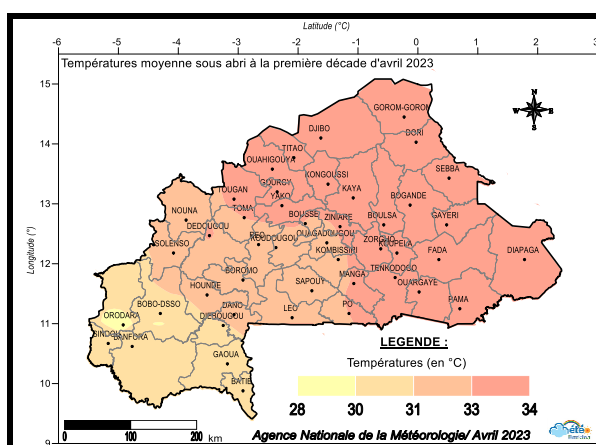 Latitude (°C)
-6 -5 -4 -3 -2 -1 0 1 2 3
Températures moyenne sous abri à la première décade d'avril 2023
15
14
13
12
11
10
9
Longitude (°)
N
W E
S
GOROM-GOROM
DJIBO
DORI
TITAO
OUAHIGOUYA
KONGOUSSI
SEBBA
GOURCY
TOUGAN
YAKO
KAYA
BOGANDE
NOUNA
TOMA
BOUSSE
ZINIARE
BOULSA
GAYERI
DEDOUGOU
REO
KOUDOUGOU
OUAGADOUGOU
ZORGHO
KOUPELA
SOLENSO
KOMBISSIRI
FADA
DIAPAGA
BOROMO
MANGA
TENKODOGO
HOUNDE
SAPOUY
OUARGAYE
BOBO-DSSO
DANO
LEO
PO
PAMA
ORODARA
DIEBOUGOU
SINDOU
BANFORA
GAOUA
BATIE
LEGENDE :
Températures (en °C)
28 30 31 33 34
0 100 200 km
Agence Nationale de la Météorologie/ Avril 2023
météo